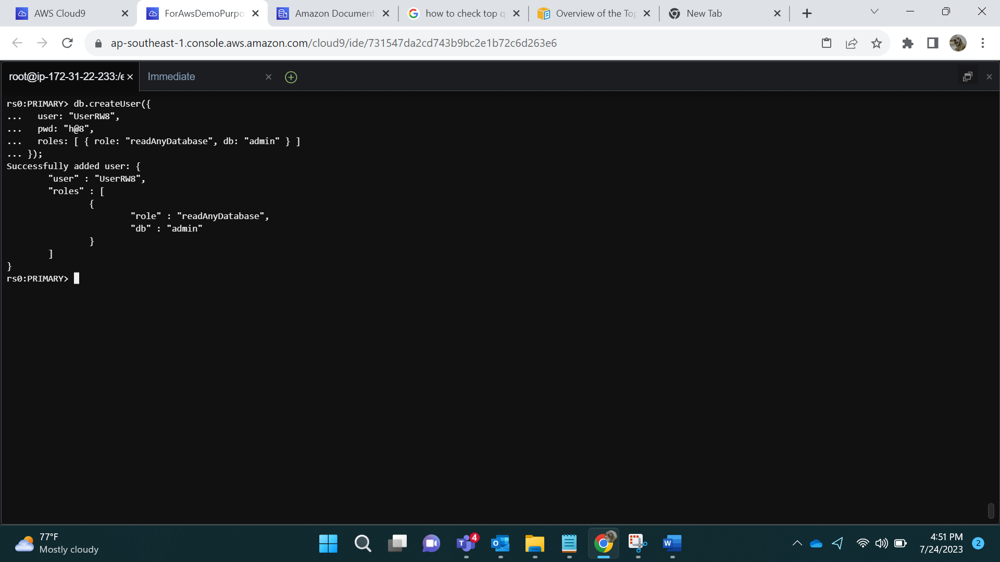 AWS Cloud9
ForAwsDemoPurpo
Amazon Document
how to check top q
Overview of the Top
New Tab
ap-southeast-1.console.aws.amazon.com/cloud9/ide/731547da2cd743b9bc2e1b72c6d263e6
root@ip-172-31-22-233:/e
Immediate
rs0:PRIMARY> db.createUser({
...   user: "UserRW8",
...   pwd: "h@8",
...   roles: [ { role: "readAnyDatabase", db: "admin" } ]
... });
Successfully added user: {
        "user" : "UserRW8",
        "roles" : [
                {
                        "role" : "readAnyDatabase",
                        "db" : "admin"
                }
        ]
}
rs0:PRIMARY>
77°F
Mostly cloudy
4
4:51 PM
7/24/2023
2